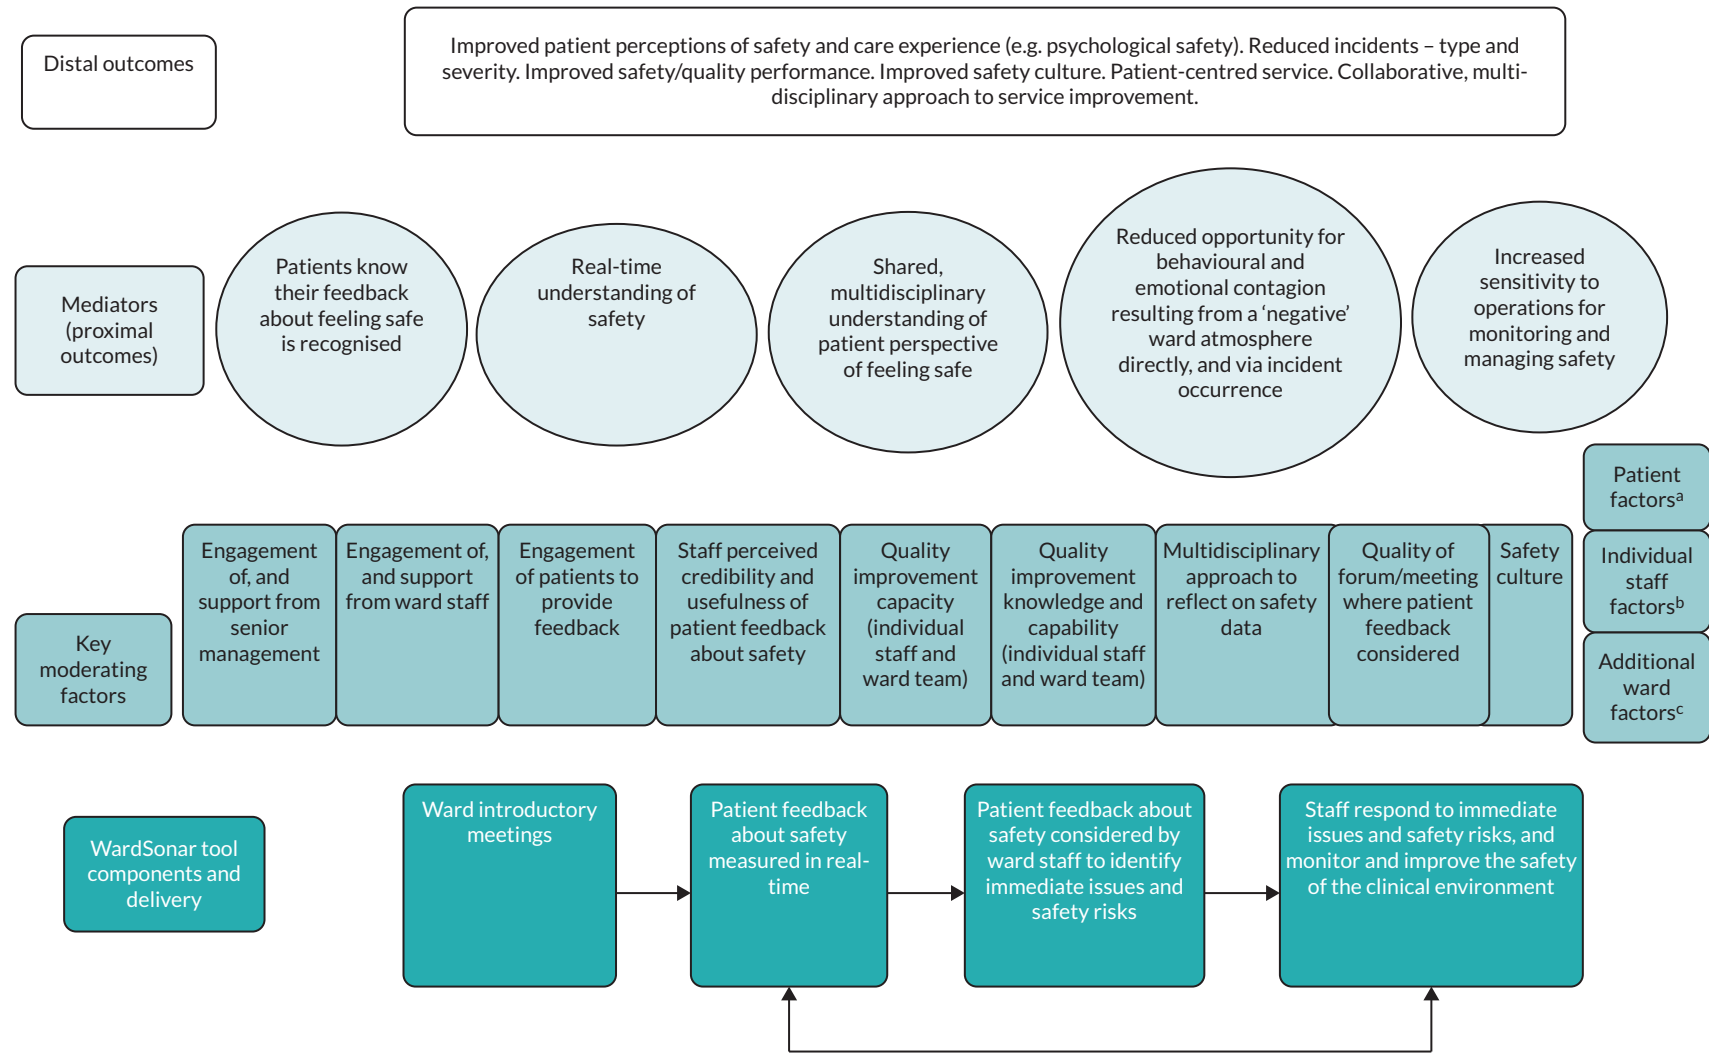 Distal outcomes
Improved patient perceptions of safety and care experience (e.g. psychological safety). Reduced incidents – type and
severity. Improved safety/quality performance. Improved safety culture. Patient-centred service. Collaborative, multi-
disciplinary approach to service improvement.
Mediators
(proximal
outcomes)
Patients know
their feedback
about feeling safe
is recognised
Real-time
understanding of
safety
Shared,
multidisciplinary
understanding of
patient perspective
of feeling safe
Reduced opportunity for
behavioural and
emotional contagion
resulting from a ‘negative’
ward atmosphere
directly, and via incident
occurrence
Increased
sensitivity to
operations for
monitoring and
managing safety
Key
moderating
factors
Engagement
of, and
support from
senior
management
Engagement of,
and support
from ward staff
Engagement
of patients to
provide
feedback
Staff perceived
credibility and
usefulness of
patient feedback
about safety
Quality
improvement
capacity
(individual
staff and
ward team)
Quality
improvement
knowledge and
capability
(individual staff
and ward team)
Multidisciplinary
approach to
reflect on safety
data
Quality of
forum/meeting
where patient
feedback
considered
Safety
culture
Patient
factorsᵃ
Individual
staff
factorsᵇ
Additional
ward
factorsᶜ
WardSonar tool
components and
delivery
Ward introductory
meetings
Patient feedback
about safety
measured in real-
time
Patient feedback about
safety considered by
ward staff to identify
immediate issues and
safety risks
Staff respond to immediate
issues and safety risks, and
monitor and improve the safety
of the clinical environment